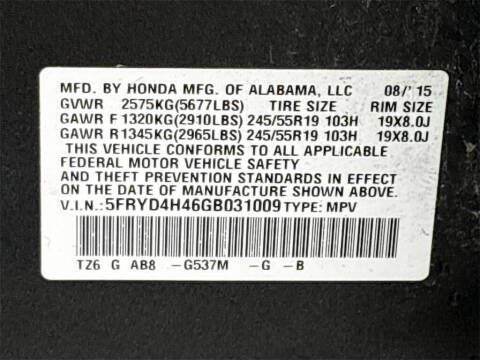 MFD. BY HONDA MFG. OF ALABAMA, LLC 08/'15
GVWR 2575KG(5677LBS) TIRE SIZE RIM SIZE
GAWR F 1320KG(2910LBS) 245/55R19 103H 19X8.0J
GAWR R1345KG(2965LBS) 245/55R19 103H 19X8.0J
THIS VEHICLE CONFORMS TO ALL APPLICABLE
FEDERAL MOTOR VEHICLE SAFETY
AND THEFT PREVENTION STANDARDS IN EFFECT
ON THE DATE OF MANUFACTURE SHOWN ABOVE.
V.I.N.: 5FRYD4H46GB031009 TYPE: MPV
TZ6 G AB8 -G537M -G -B